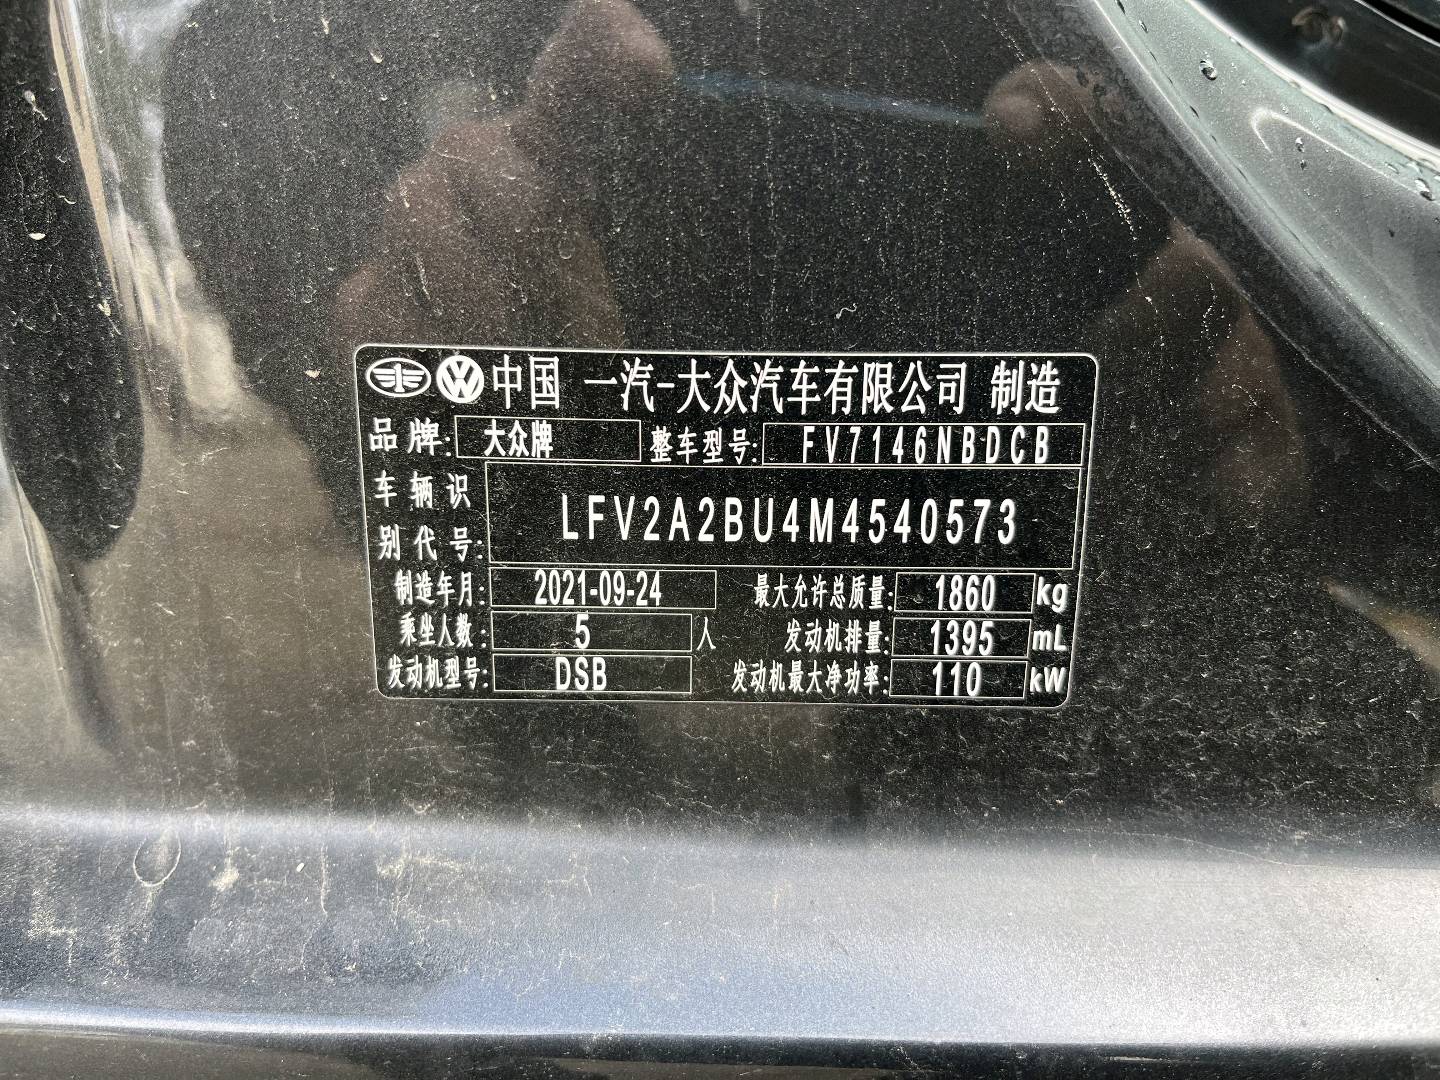 中国 一汽-大众汽车有限公司 制造
品牌: 大众牌 整车型号: FV7146NBDCB
车辆识别代号: LFV2A2BU4M4540573
制造年月: 2021-09-24 最大允许总质量: 1860 kg
乘坐人数: 5 人 发动机排量: 1395 mL
发动机型号: DSB 发动机最大净功率: 110 kW